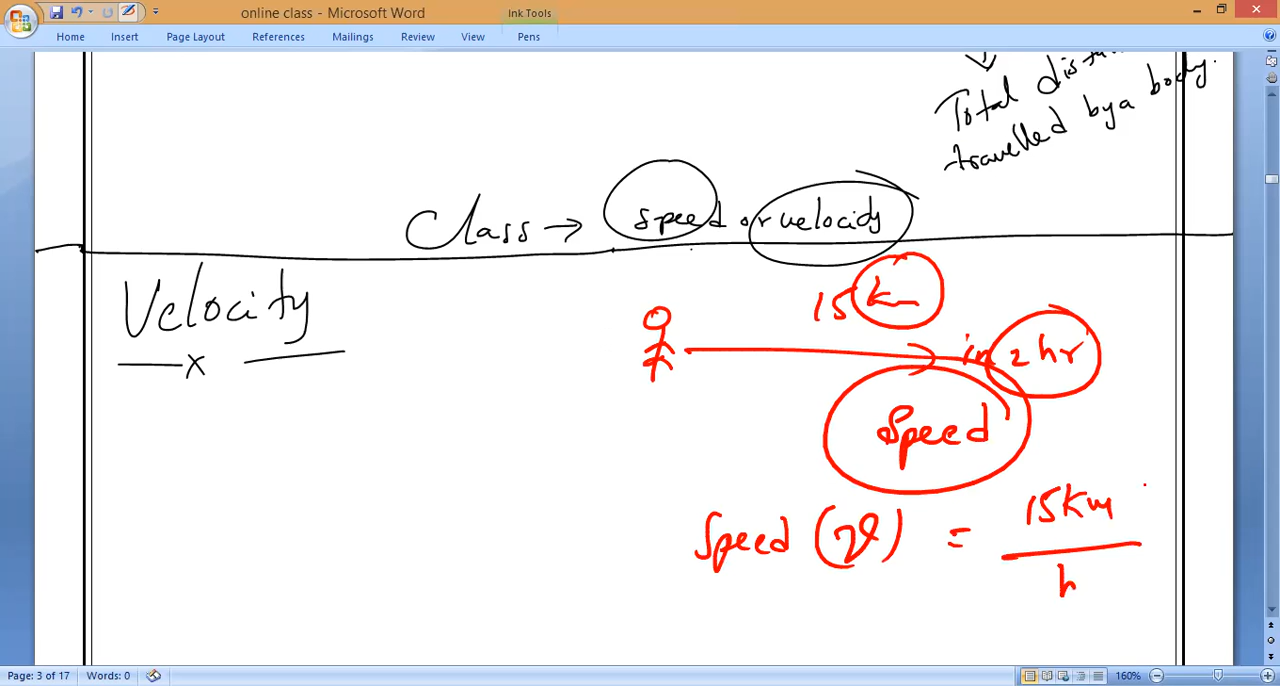 online class - Microsoft Word
Ink Tools
Home Insert Page Layout References Mailings Review View Pens
Total
travelled by a body.
Class → speed or velocity
Velocity
x
15 km
in 2 hr
Speed
Speed (v) = 15 km
h
Page: 3 of 17 Words: 0 160%